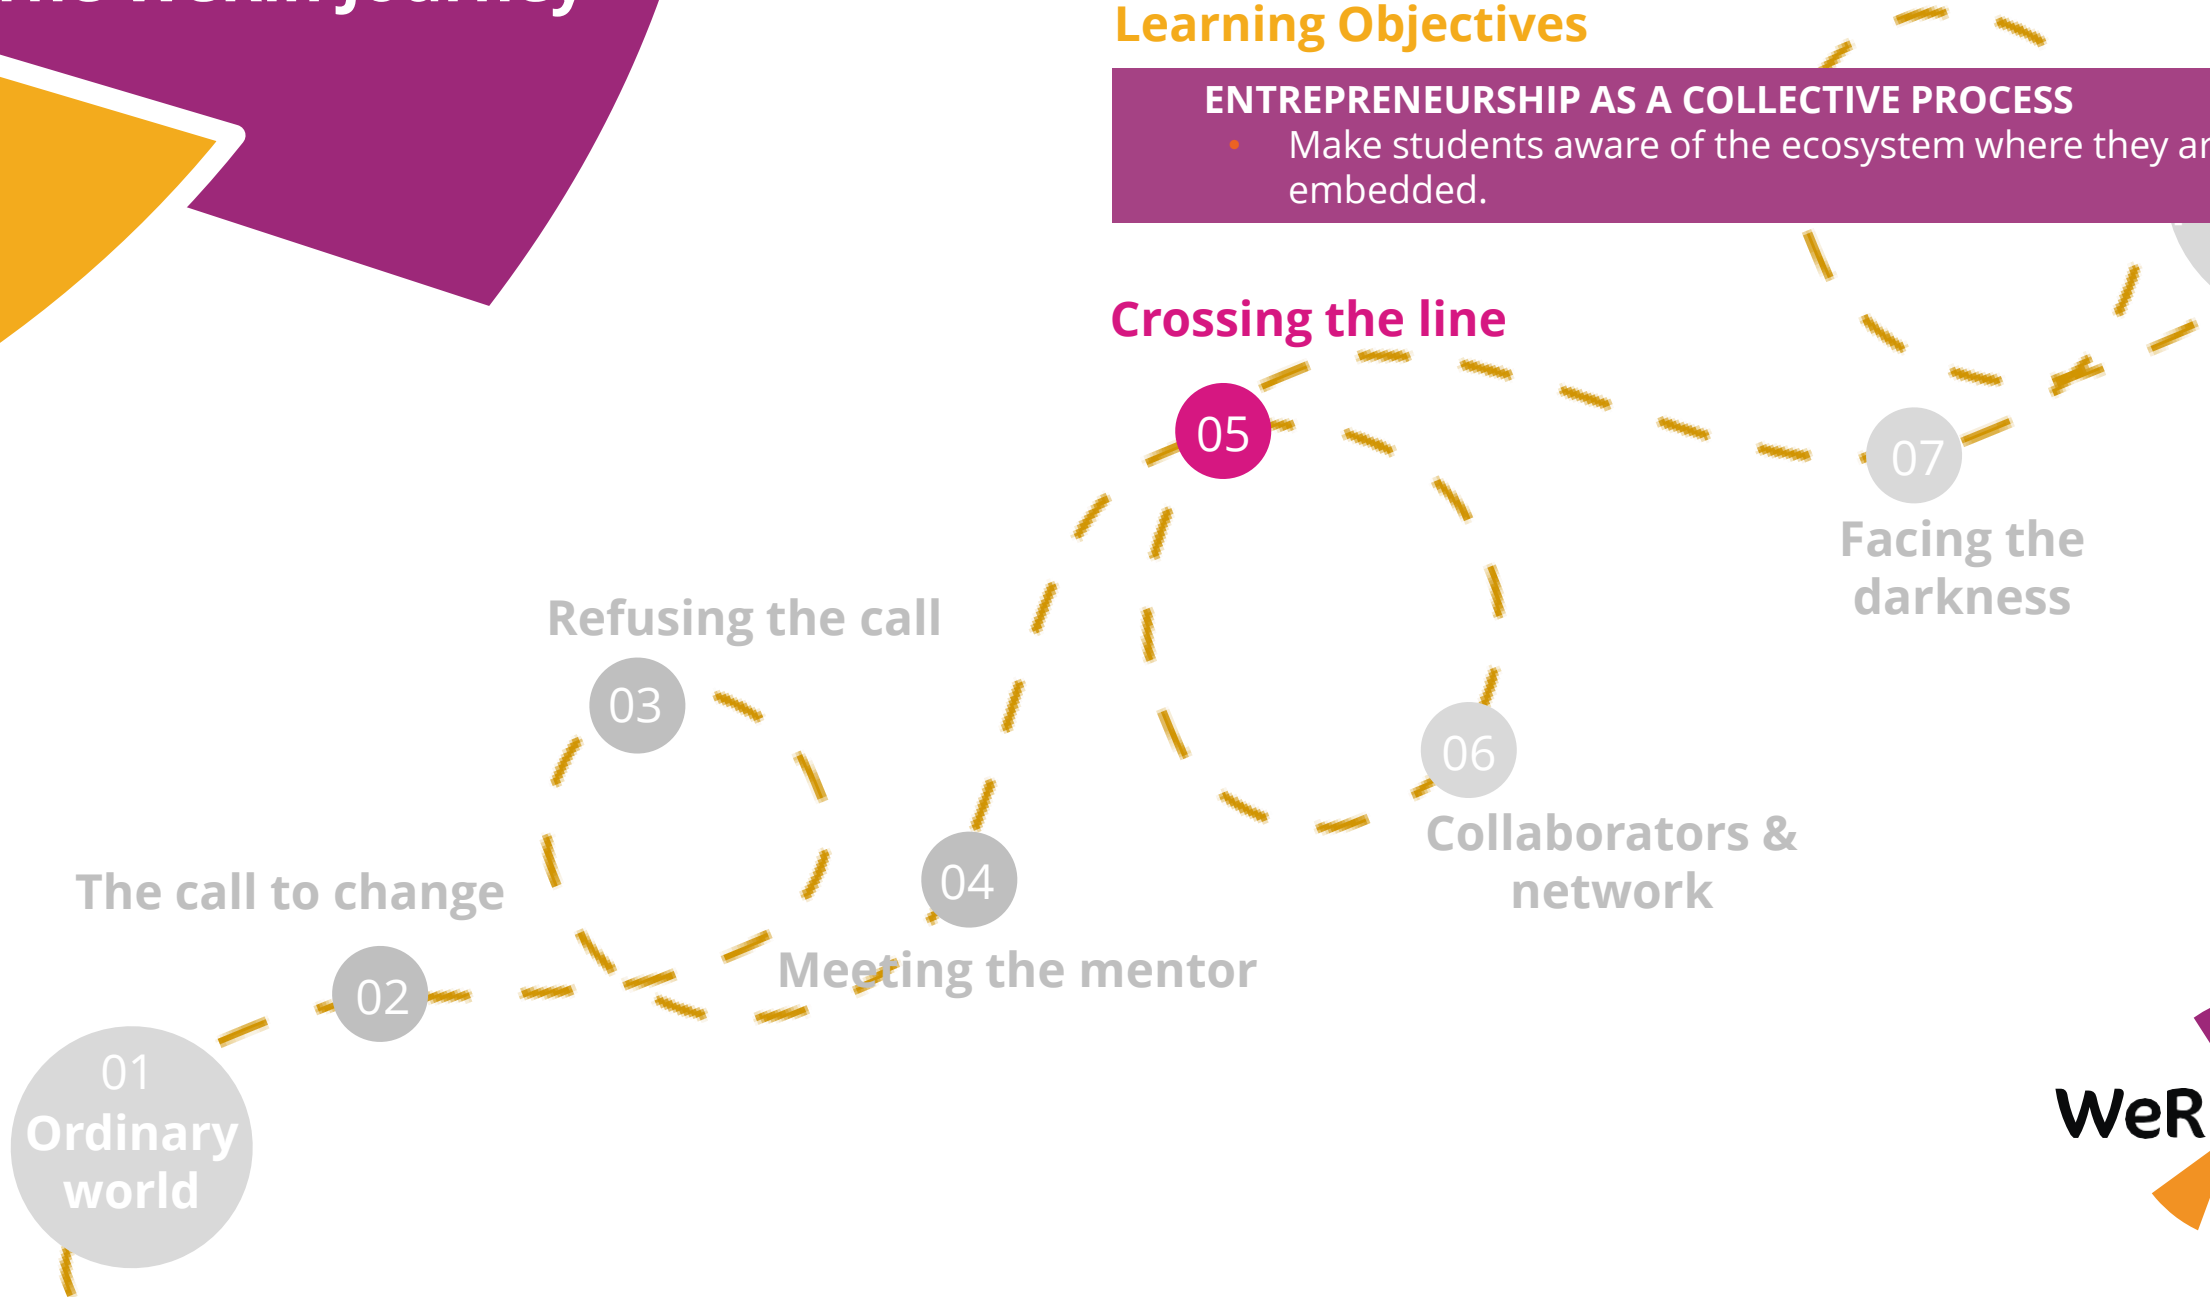 Learning Objectives
ENTREPRENEURSHIP AS A COLLECTIVE PROCESS
• Make students aware of the ecosystem where they
embedded.
Crossing the line
05
07
Facing the
darkness
Refusing the call
03
06
Collaborators &
network
04
The call to change
Meeting the mentor
02
01
Ordinary
world
WeR